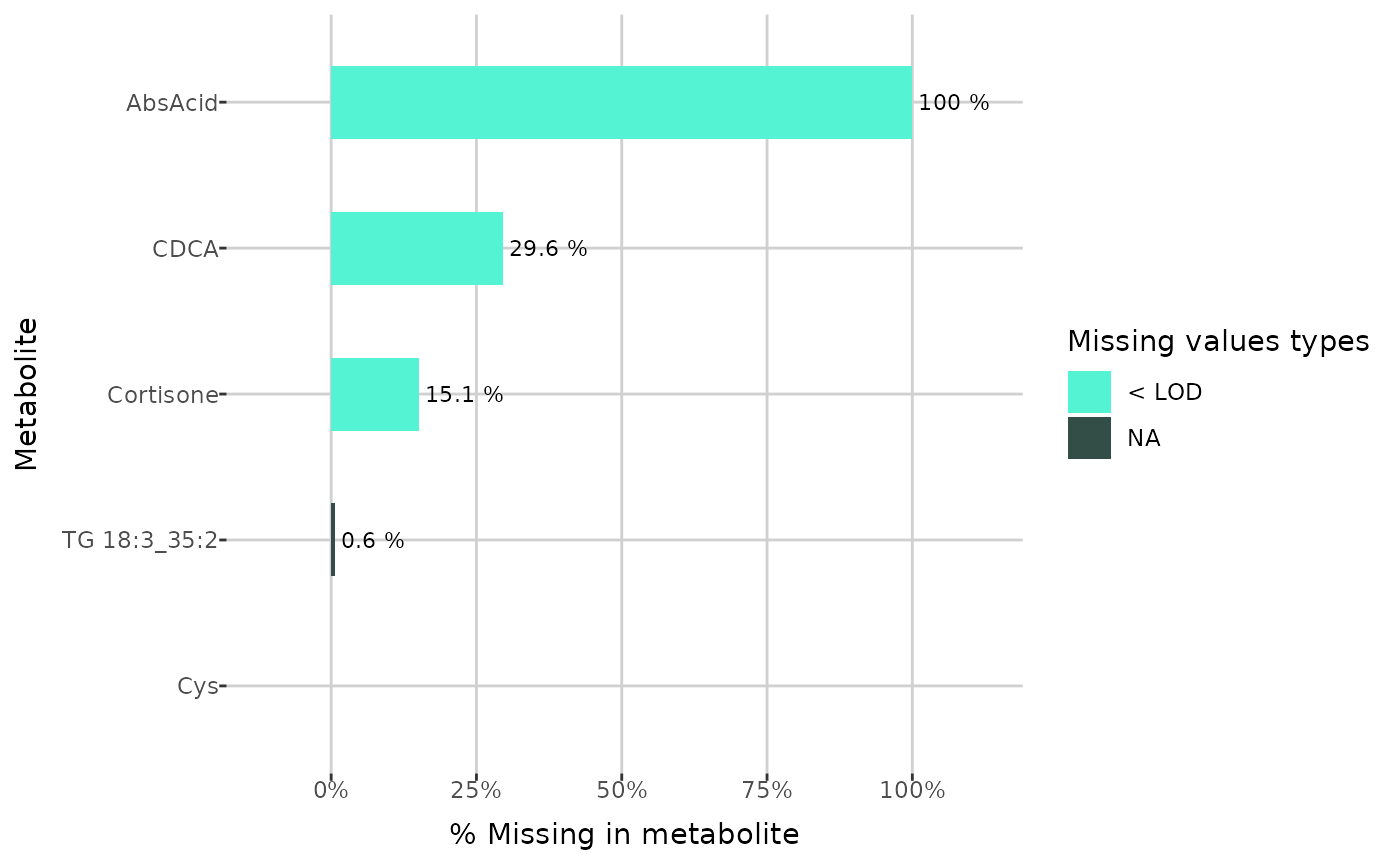 AbsAcid
100 %
CDCA
29.6 %
Cortisone
15.1 %
TG 18:3_35:2
0.6 %
Cys
0% 25% 50% 75% 100%
% Missing in metabolite
Metabolite
Missing values types
< LOD
NA